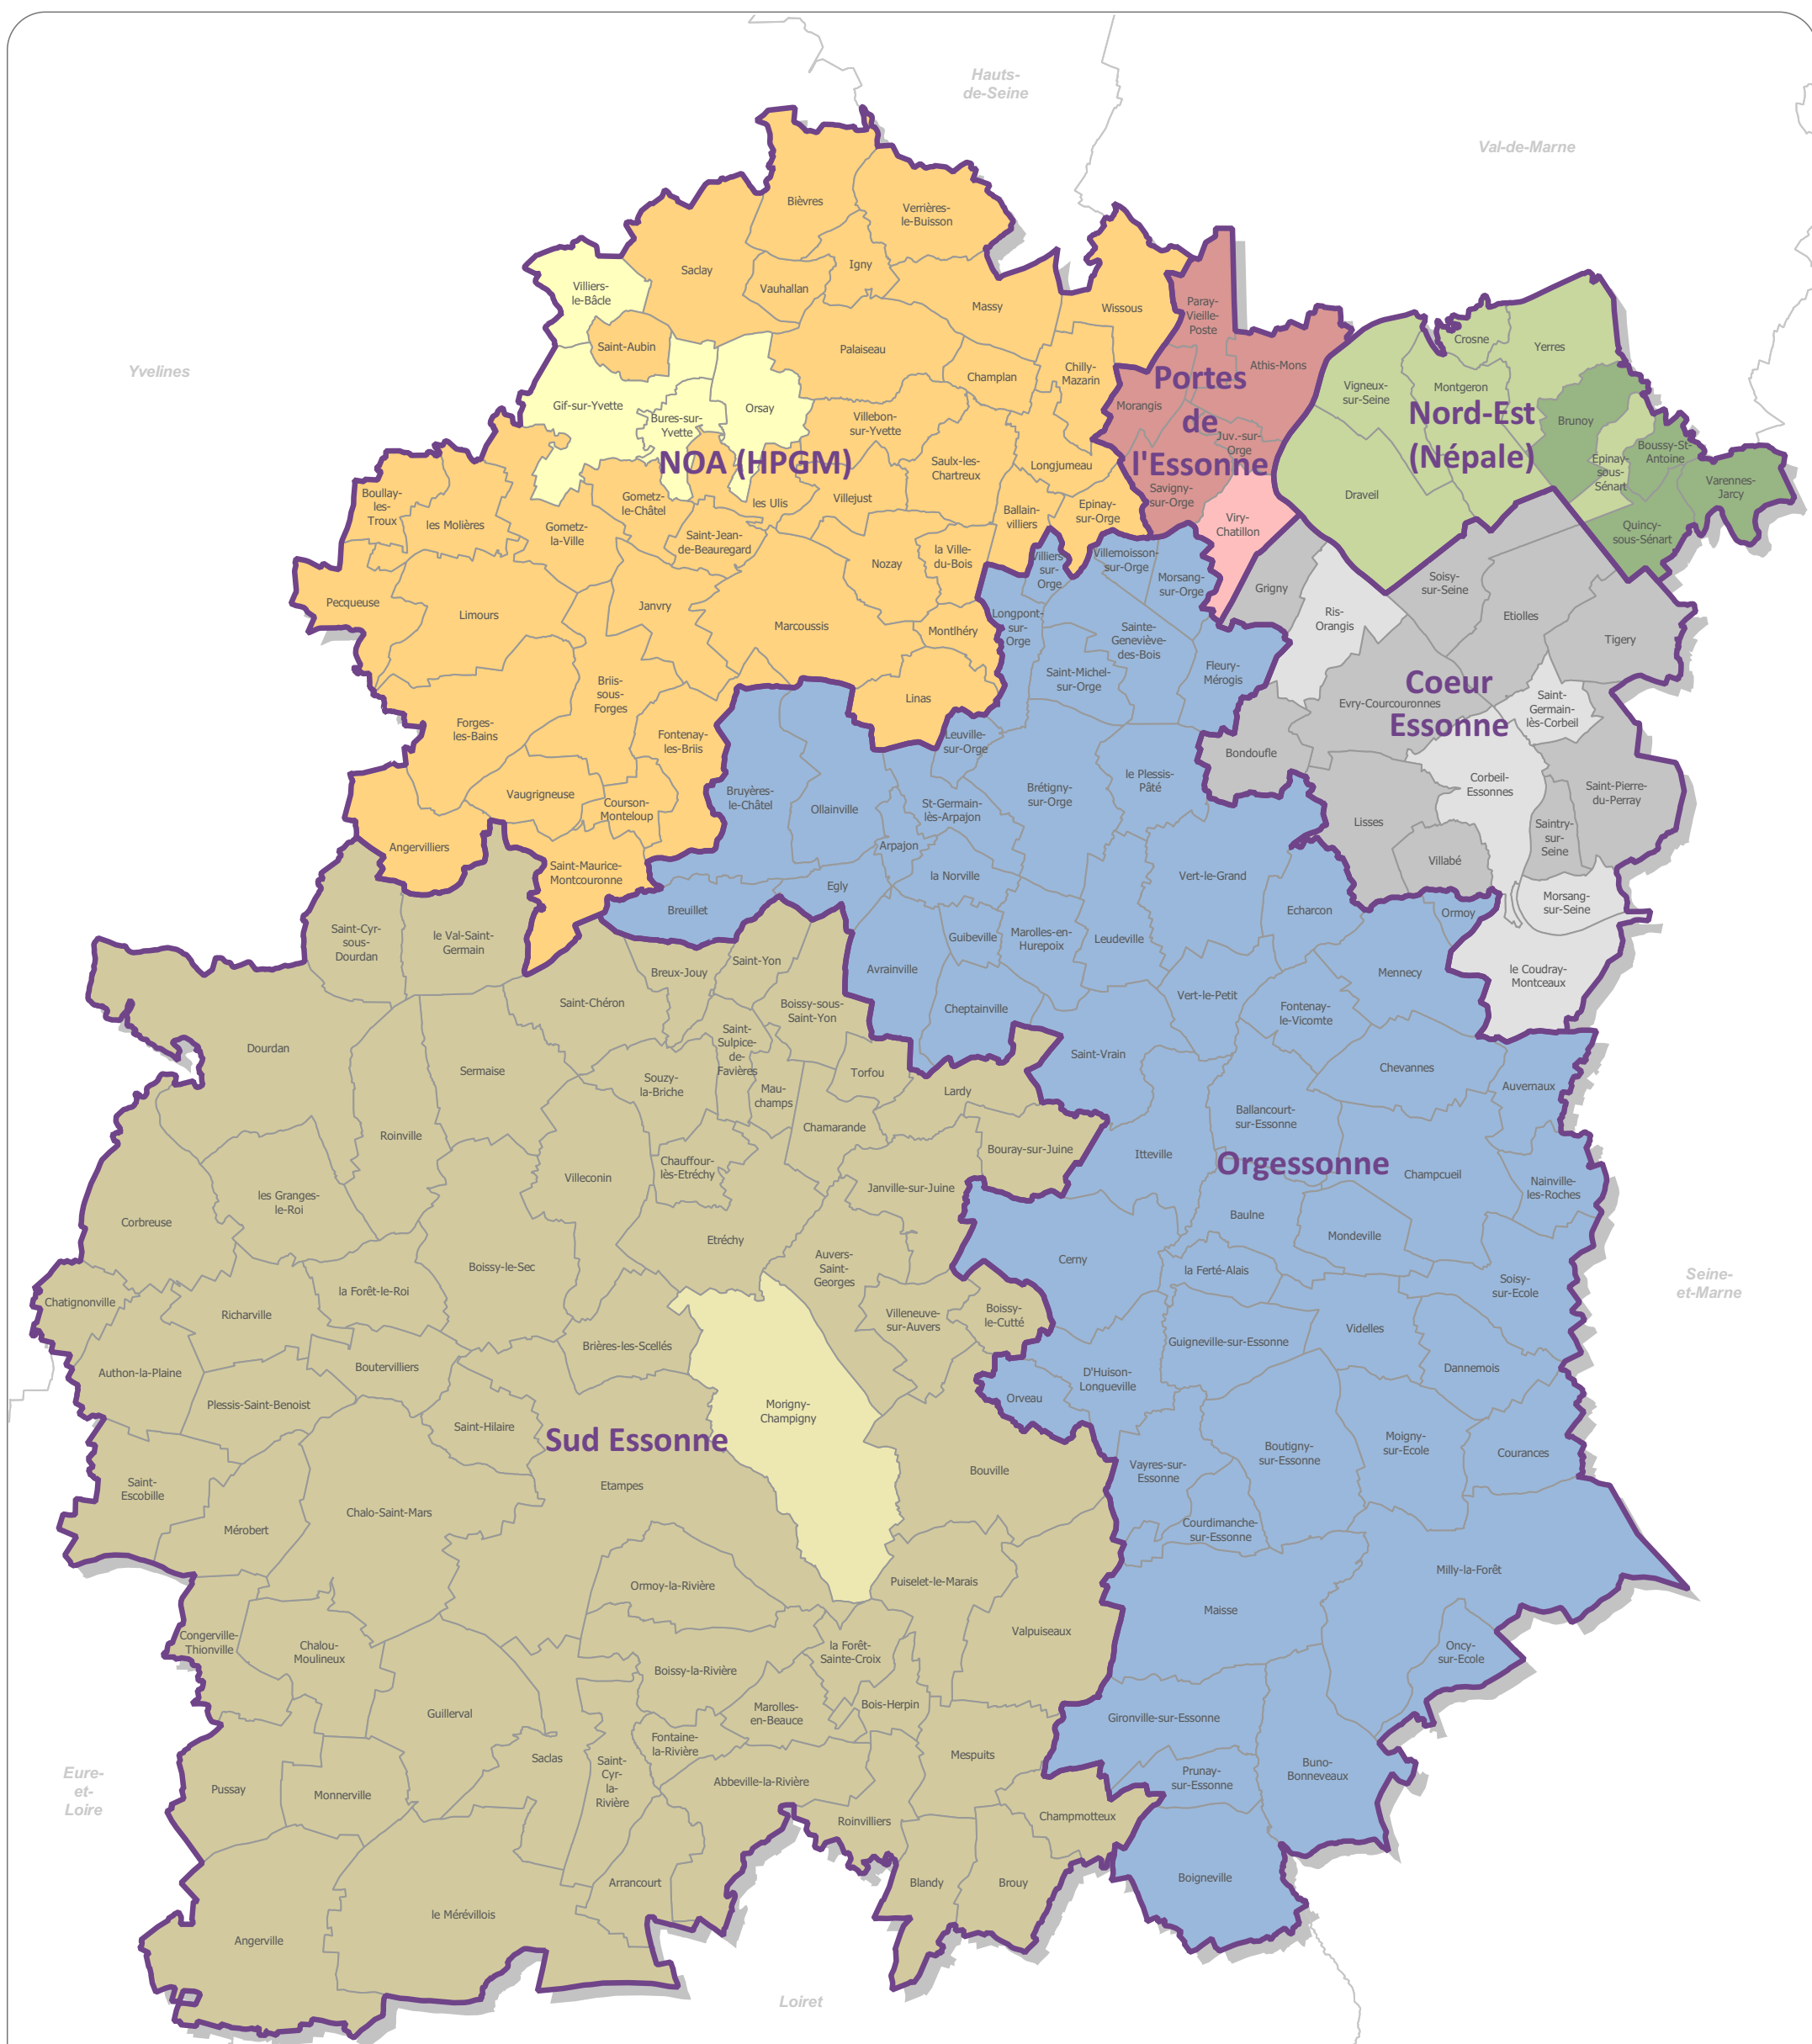 Hauts-
de-Seine
Val-de-Marne
Yvelines
Bièvres
Verrières-
le-Buisson
Saclay
Igny
Vauhallan
Villiers-
le-Bâcle
Massy
Wissous
Paray-
Vieille-
Poste
Saint-Aubin
Palaiseau
Champlan
Chilly-
Mazarin
Athis-Mons
Crosne
Yerres
Portes
de
l'Essonne
Morangis
Juv.-sur-
Orge
Savigny-
sur-Orge
Viry-
Chatillon
Vigneux-
sur-Seine
Montgeron
Nord-Est
(Népale)
Brunoy
Boussy-St-
Antoine
Epinay-
sous-
Sénart
Varennes-
Jarcy
Quincy-
sous-Sénart
Draveil
Gif-sur-Yvette
Bures-sur-
Yvette
Orsay
Villebon-
sur-Yvette
NOA (HPGM)
Saulx-les-
Chartreux
Longjumeau
les Ulis
Villejust
Ballain-
villiers
Epinay-
sur-Orge
Boullay-
les-
Troux
les Molières
Gometz-
la-Ville
Gometz-
le-Châtel
Saint-Jean-
de-Beauregard
Nozay
la Ville-
du-Bois
Pecqueuse
Limours
Janvry
Marcoussis
Montlhéry
Linas
Briis-
sous-
Forges
Forges-
les-Bains
Fontenay-
les-Briis
Vaugrigneuse
Courson-
Monteloup
Angervilliers
Saint-Maurice-
Montcouronne
Villiers-
sur-
Orge
Villemoisson-
sur-Orge
Morsang-
sur-Orge
Longpont-
sur-
Orge
Sainte-
Geneviève-
des-Bois
Saint-Michel-
sur-Orge
Fleury-
Mérogis
Grigny
Ris-
Orangis
Soisy-
sur-Seine
Etiolles
Tigery
Coeur
Essonne
Evry-Courcouronnes
Saint-
Germain-
lès-Corbeil
Bondoufle
Corbeil-
Essonnes
Saint-Pierre-
du-Perray
Lisses
Saintry-
sur-
Seine
Villabé
Morsang-
sur-Seine
le Coudray-
Montceaux
Leuville-
sur-Orge
Bruyères-
le-Châtel
Ollainville
St-Germain-
lès-Arpajon
Brétigny-
sur-Orge
le Plessis-
Pâté
Arpajon
la Norville
Egly
Breuillet
Vert-le-Grand
Echarcon
Ormoy
Guibeville
Marolles-en-
Hurepoix
Leudeville
Avrainville
Cheptainville
Vert-le-Petit
Fontenay-
le-Vicomte
Mennecy
Saint-Vrain
Chevannes
Auvernaux
Ballancourt-
sur-Essonne
Itteville
Orgessonne
Champcueil
Nainville-
les-Roches
Baulne
Mondeville
Cerny
la Ferté-Alais
Soisy-
sur-Ecole
Guigneville-sur-Essonne
Videlles
D'Huison-
Longueville
Dannemois
Orveau
Vayres-sur-
Essonne
Boutigny-
sur-Essonne
Moigny-
sur-Ecole
Courances
Courdimanche-
sur-Essonne
Milly-la-Forêt
Maisse
Oncy-
sur-Ecole
Gironville-sur-Essonne
Prunay-
sur-Essonne
Buno-
Bonneveaux
Boigneville
Seine-
et-Marne
Saint-Cyr-
sous-
Dourdan
le Val-Saint-
Germain
Breux-Jouy
Saint-Yon
Saint-Chéron
Boissy-sous-
Saint-Yon
Dourdan
Sermaise
Saint-
Sulpice-
de-
Favières
Souzy-
la-Briche
Mau-
champs
Torfou
Lardy
Roinville
Chamarande
Bouray-sur-Juine
Villeconin
Chauffour-
lès-Etréchy
Janville-sur-Juine
les Granges-
le-Roi
Corbreuse
Etréchy
Auvers-
Saint-
Georges
Boissy-le-Sec
la Forêt-le-Roi
Chatignonville
Richarville
Villeneuve-
sur-Auvers
Boissy-
le-Cutté
Brières-les-Scellés
Authon-la-Plaine
Boutervilliers
Plessis-Saint-Benoist
Morigny-
Champigny
Saint-Hilaire
Sud Essonne
Etampes
Bouville
Saint-
Escobille
Chalo-Saint-Mars
Mérobert
Ormoy-la-Rivière
Puiselet-le-Marais
Valpuiseaux
Congerville-
Thionville
Chalou-
Moulineux
la Forêt-
Sainte-Croix
Boissy-la-Rivière
Guillerval
Marolles-
en-Beauce
Bois-Herpin
Fontaine-
la-Rivière
Saclas
Saint-
Cyr-
la-
Rivière
Mespuits
Abbeville-la-Rivière
Pussay
Monnerville
Roinvilliers
Champmotteux
Arrancourt
Blandy
Brouy
le Mérévillois
Angerville
Eure-
et-
Loire
Loiret